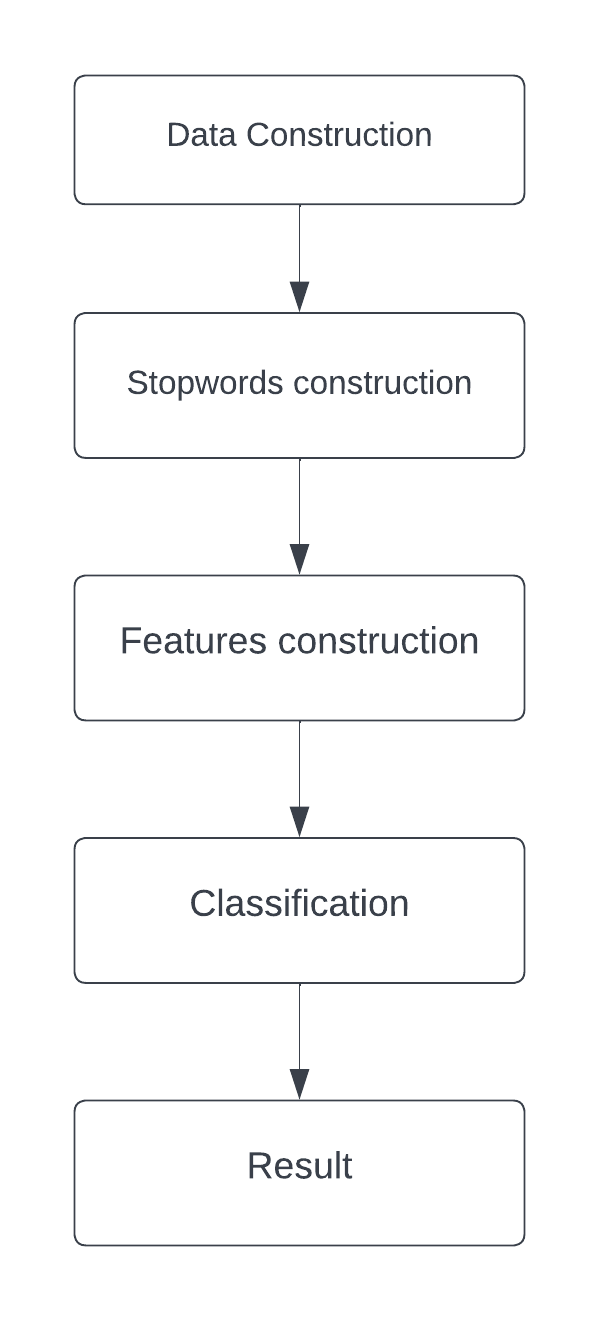 Data Construction
Stopwords construction
Features construction
Classification
Result